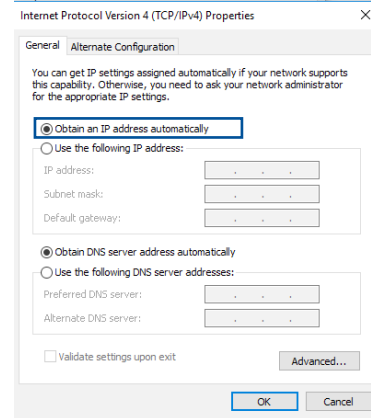 Internet Protocol Version 4 (TCP/IPv4) Properties
General Alternate Configuration
You can get IP settings assigned automatically if your network supports
this capability. Otherwise, you need to ask your network administrator
for the appropriate IP settings.
Obtain an IP address automatically
Use the following IP address:
IP address:
Subnet mask:
Default gateway:
Obtain DNS server address automatically
Use the following DNS server addresses:
Preferred DNS server:
Alternate DNS server:
Validate settings upon exit
Advanced...
OK Cancel